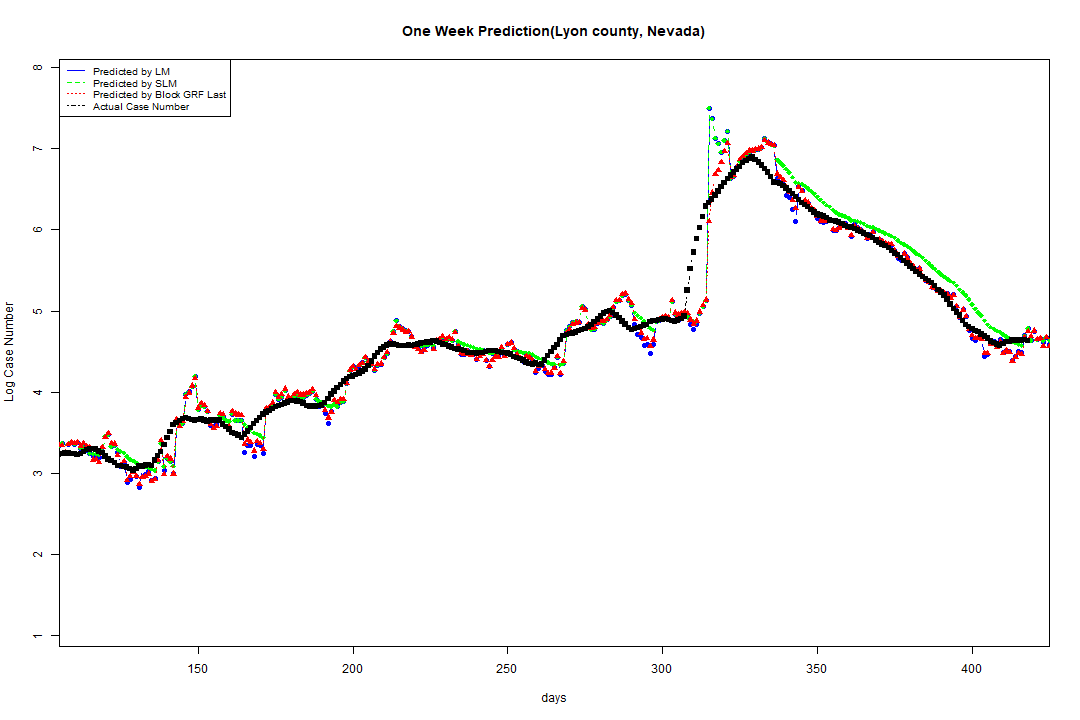 One Week Prediction(Lyon county, Nevada)
Predicted by LM
Predicted by SLM
Predicted by Block GRF Last
Actual Case Number
Log Case Number
8
7
6
5
4
3
2
1
150 200 250 300 350 400
days